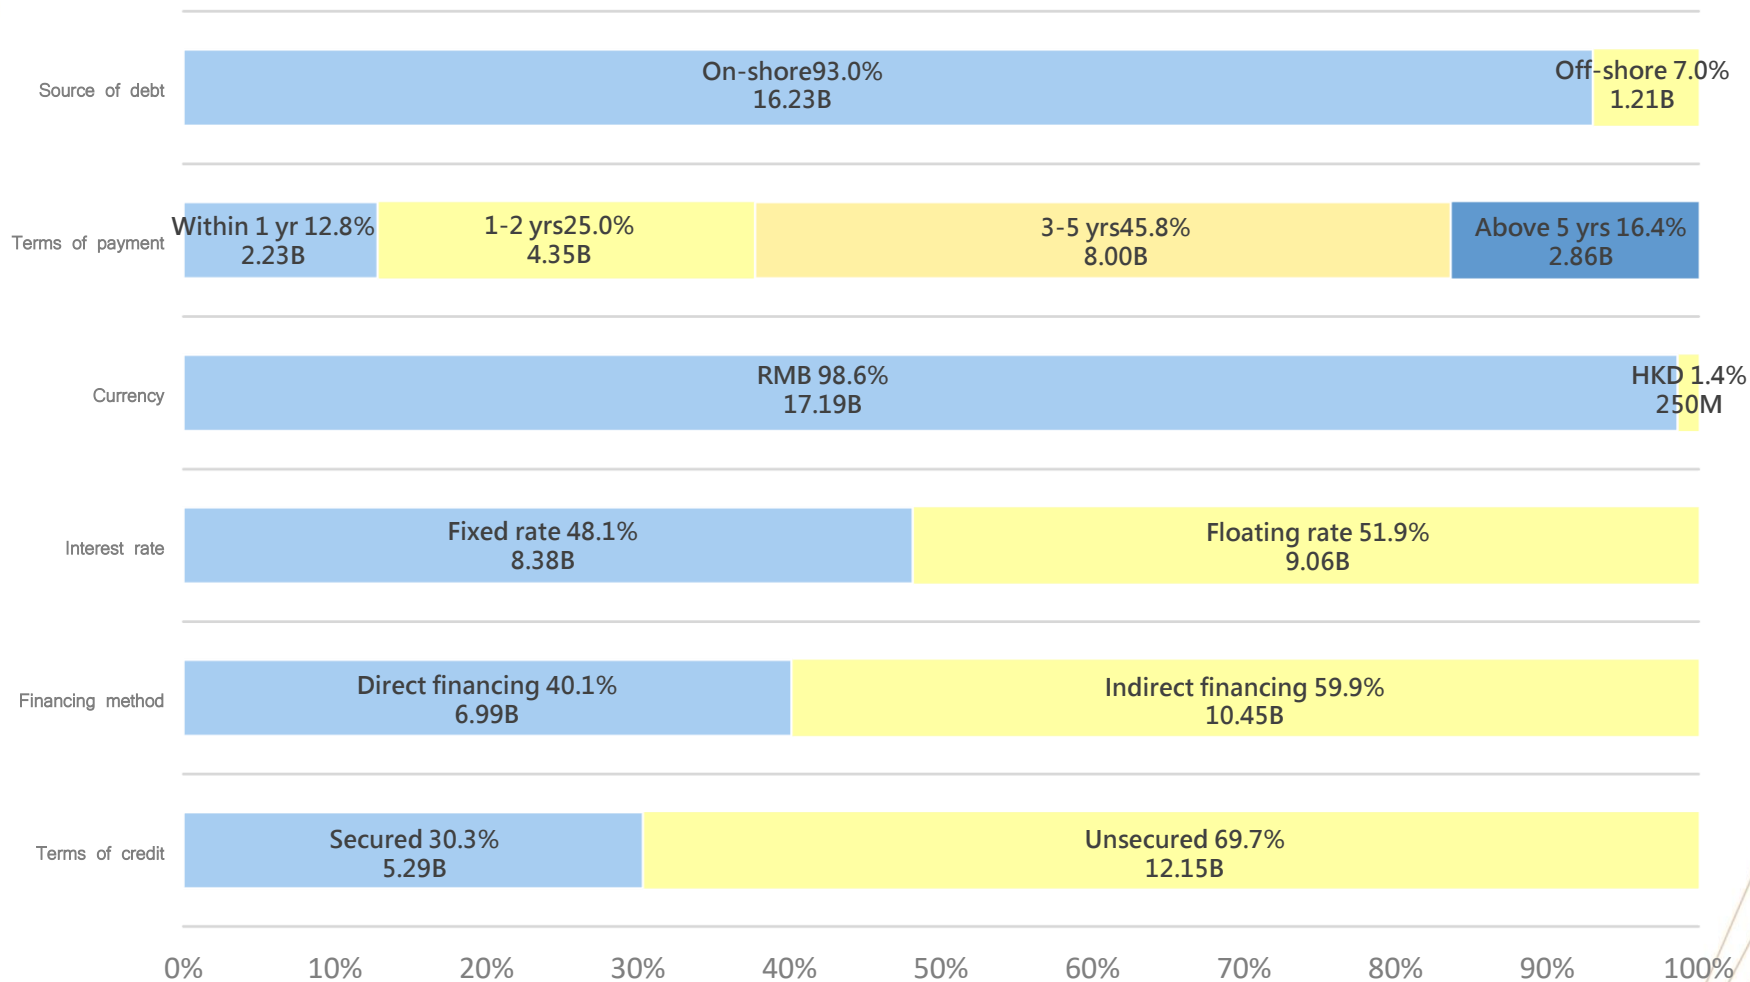 Source of debt
On-shore93.0%
16.23B
Off-shore 7.0%
1.21B
Terms of payment
Within 1 yr 12.8%
2.23B
1-2 yrs25.0%
4.35B
3-5 yrs45.8%
8.00B
Above 5 yrs 16.4%
2.86B
Currency
RMB 98.6%
17.19B
HKD 1.4%
250M
Interest rate
Fixed rate 48.1%
8.38B
Floating rate 51.9%
9.06B
Financing method
Direct financing 40.1%
6.99B
Indirect financing 59.9%
10.45B
Terms of credit
Secured 30.3%
5.29B
Unsecured 69.7%
12.15B
0% 10% 20% 30% 40% 50% 60% 70% 80% 90% 100%